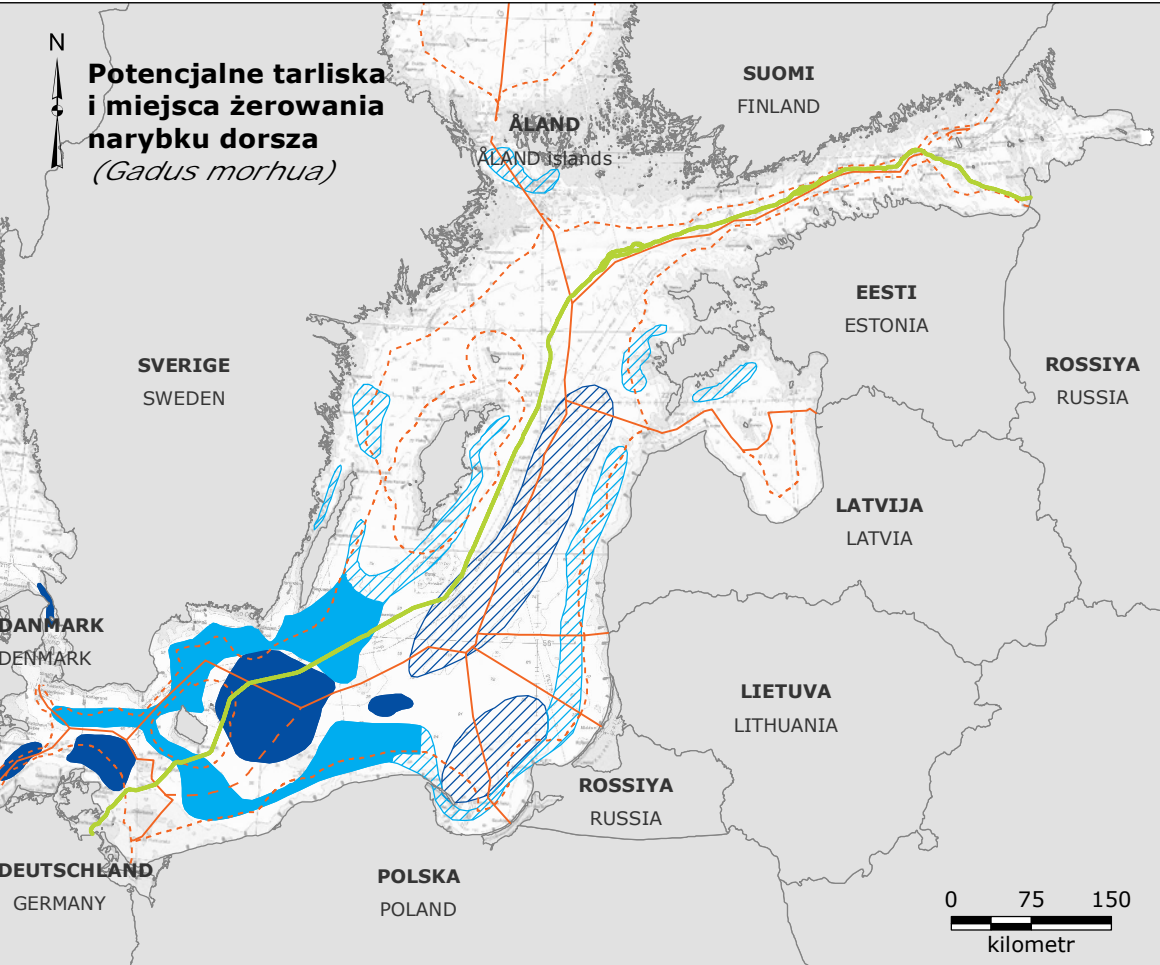 N
Potencjalne tarliska
i miejsca żerowania
narybku dorsza
(Gadus morhua)
SUOMI
FINLAND
ÅLAND
ÅLAND islands
EESTI
ESTONIA
SVERIGE
SWEDEN
ROSSIYA
RUSSIA
LATVIJA
LATVIA
DANMARK
DENMARK
LIETUVA
LITHUANIA
ROSSIYA
RUSSIA
DEUTSCHLAND
GERMANY
POLSKA
POLAND
0 75 150
kilometr